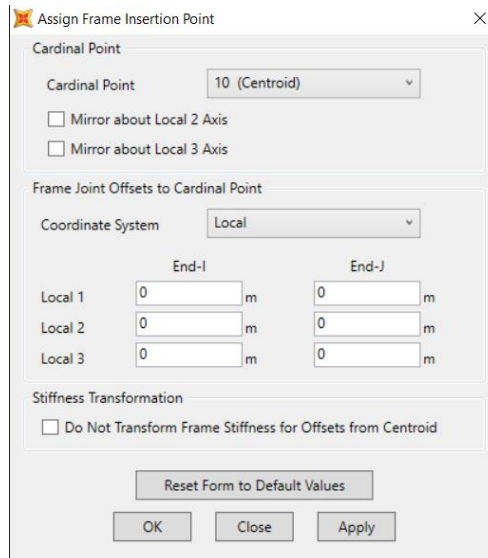 Assign Frame Insertion Point
Cardinal Point
Cardinal Point 10 (Centroid)
Mirror about Local 2 Axis
Mirror about Local 3 Axis
Frame Joint Offsets to Cardinal Point
Coordinate System Local
End-I End-J
Local 1 0 m 0 m
Local 2 0 m 0 m
Local 3 0 m 0 m
Stiffness Transformation
Do Not Transform Frame Stiffness for Offsets from Centroid
Reset Form to Default Values
OK Close Apply